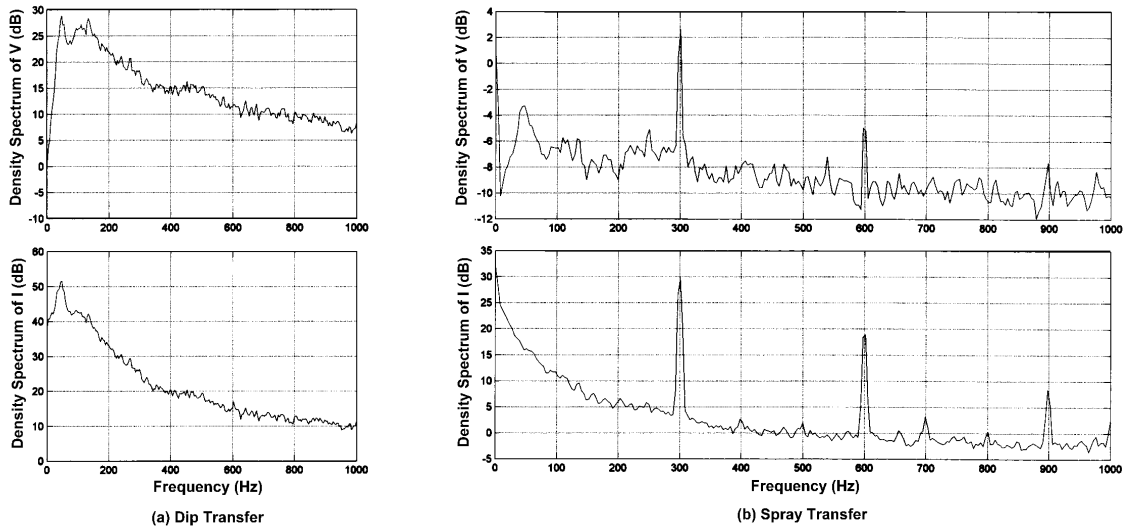 30
25
20
15
10
5
0
-5
-10
Density Spectrum of V (dB)
0 200 400 600 800 1000
60
50
40
30
20
10
0
Density Spectrum of I (dB)
0 200 400 600 800 1000
Frequency (Hz)
(a) Dip Transfer
4
2
0
-2
-4
-6
-8
-10
-12
Density Spectrum of V (dB)
0 100 200 300 400 500 600 700 800 900 1000
35
30
25
20
15
10
5
0
-5
Density Spectrum of I (dB)
0 100 200 300 400 500 600 700 800 900 1000
Frequency (Hz)
(b) Spray Transfer